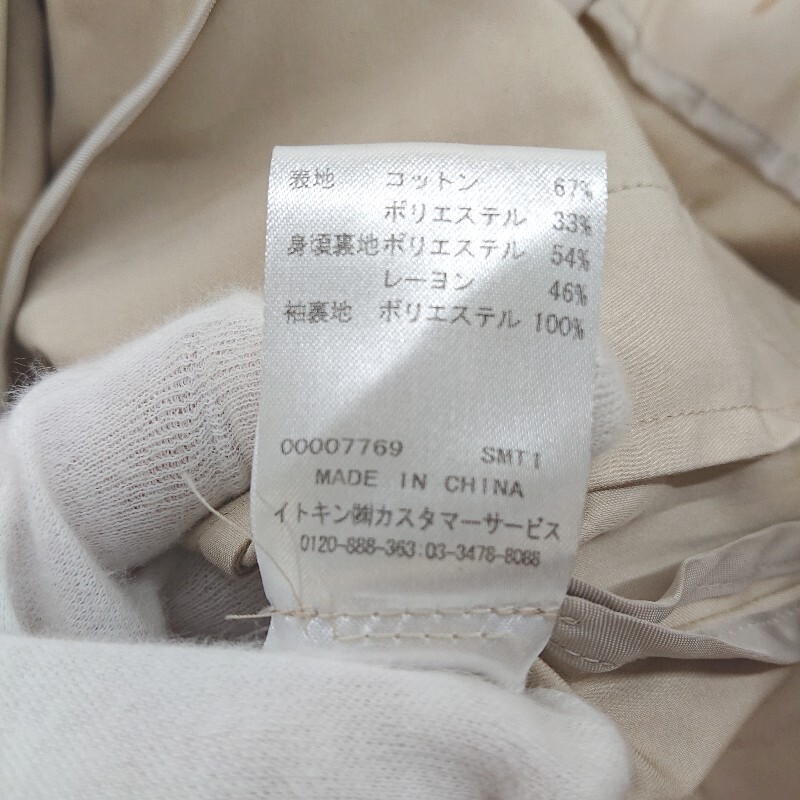 表地 コットン 67%
ポリエステル 33%
身頃裏地ポリエステル 54%
レーヨン 46%
袖裏地 ポリエステル 100%
00007769 SMT1
MADE IN CHINA
イトキン㈱カスタマーサービス
0120-888-363:03-3478-8088